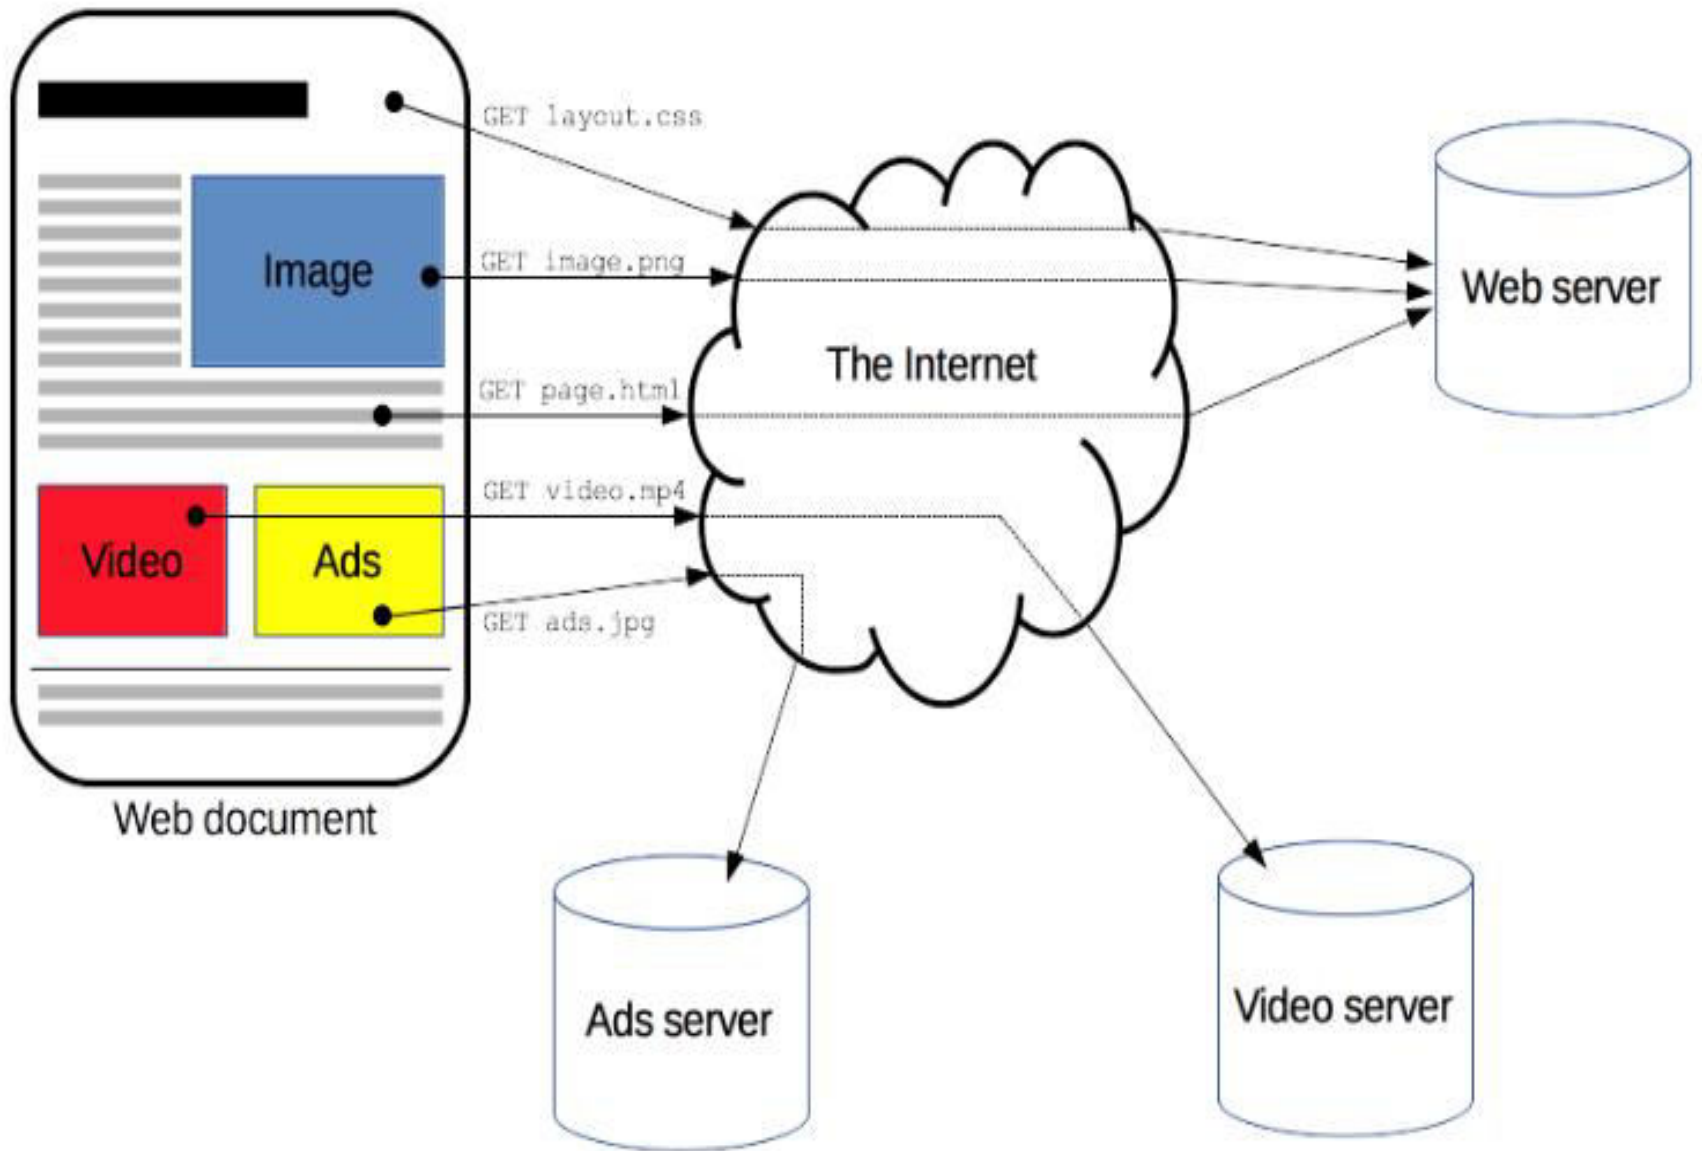 GET layout.css
Image
GET image.png
Web server
The Internet
GET page.html
GET video.mp4
Video
Ads
GET ads.jpg
Web document
Ads server
Video server